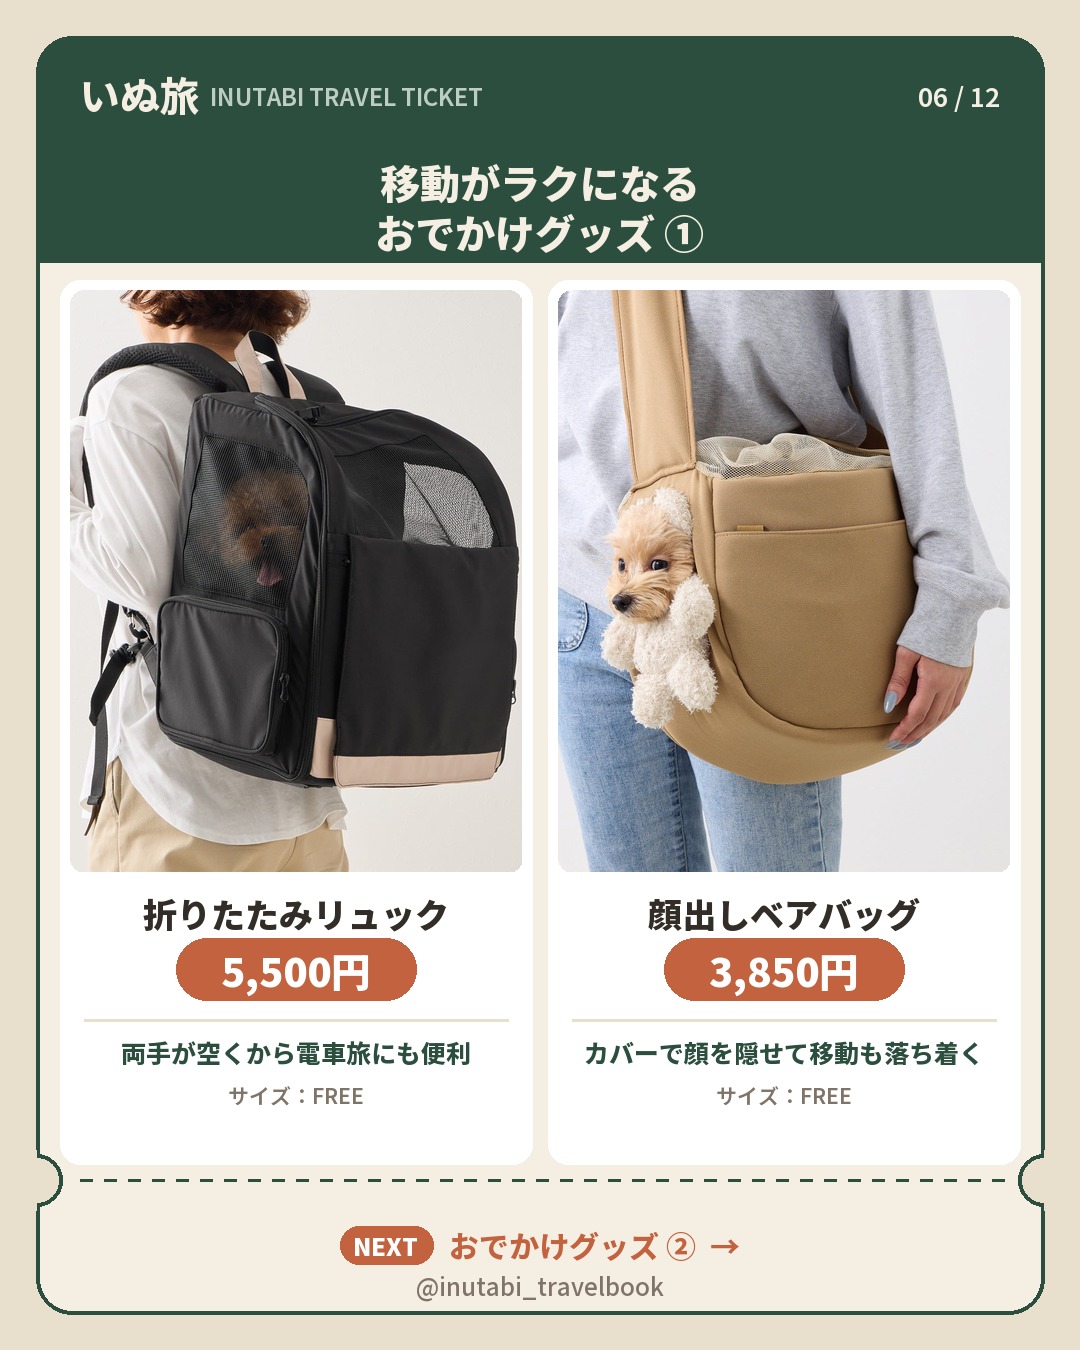 いぬ旅 INUTABI TRAVEL TICKET
06 / 12
移動がラクになる
おでかけグッズ ①
折りたたみリュック
5,500円
両手が空くから電車旅にも便利
サイズ：FREE
顔出しベアバッグ
3,850円
カバーで顔を隠せて移動も落ち着く
サイズ：FREE
NEXT おでかけグッズ ② →
@inutabi_travelbook